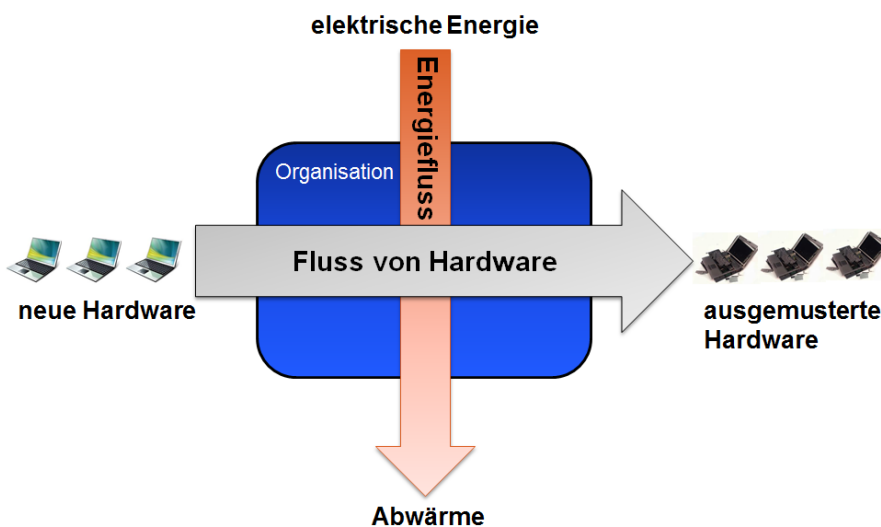 elektrische Energie
Energiefluss
Organisation
Fluss von Hardware
neue Hardware
ausgemusterte
Hardware
Abwärme